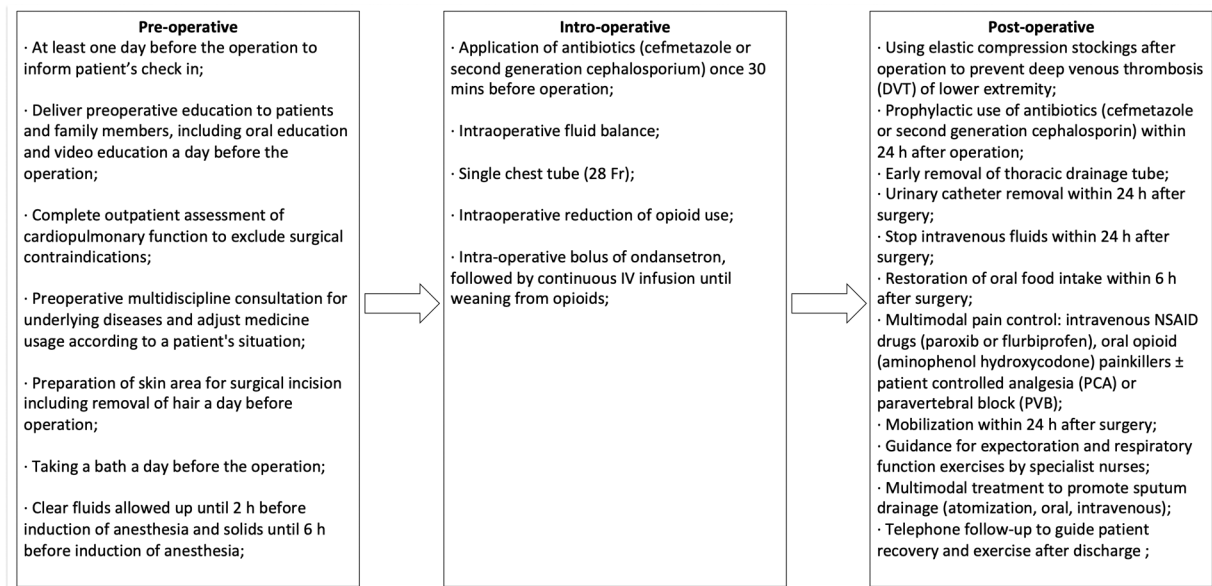 Pre-operative
· At least one day before the operation to
inform patient's check in;
· Deliver preoperative education to patients
and family members, including oral education
and video education a day before the
operation;
· Complete outpatient assessment of
cardiopulmonary function to exclude surgical
contraindications;
· Preoperative multidiscipline consultation for
underlying diseases and adjust medicine
usage according to a patient's situation;
· Preparation of skin area for surgical incision
including removal of hair a day before
operation;
· Taking a bath a day before the operation;
· Clear fluids allowed up until 2 h before
induction of anesthesia and solids until 6 h
before induction of anesthesia;
Intro-operative
· Application of antibiotics (cefmetazole or
second generation cephalosporium) once 30
mins before operation;
· Intraoperative fluid balance;
· Single chest tube (28 Fr);
· Intraoperative reduction of opioid use;
· Intra-operative bolus of ondansetron,
followed by continuous IV infusion until
weaning from opioids;
Post-operative
· Using elastic compression stockings after
operation to prevent deep venous thrombosis
(DVT) of lower extremity;
· Prophylactic use of antibiotics (cefmetazole
or second generation cephalosporin) within
24 h after operation;
· Early removal of thoracic drainage tube;
· Urinary catheter removal within 24 h after
surgery;
· Stop intravenous fluids within 24 h after
surgery;
· Restoration of oral food intake within 6 h
after surgery;
· Multimodal pain control: intravenous NSAID
drugs (paroxib or flurbiprofen), oral opioid
(aminophenol hydroxycodone) painkillers ±
patient controlled analgesia (PCA) or
paravertebral block (PVB);
· Mobilization within 24 h after surgery;
· Guidance for expectoration and respiratory
function exercises by specialist nurses;
· Multimodal treatment to promote sputum
drainage (atomization, oral, intravenous);
· Telephone follow-up to guide patient
recovery and exercise after discharge ;